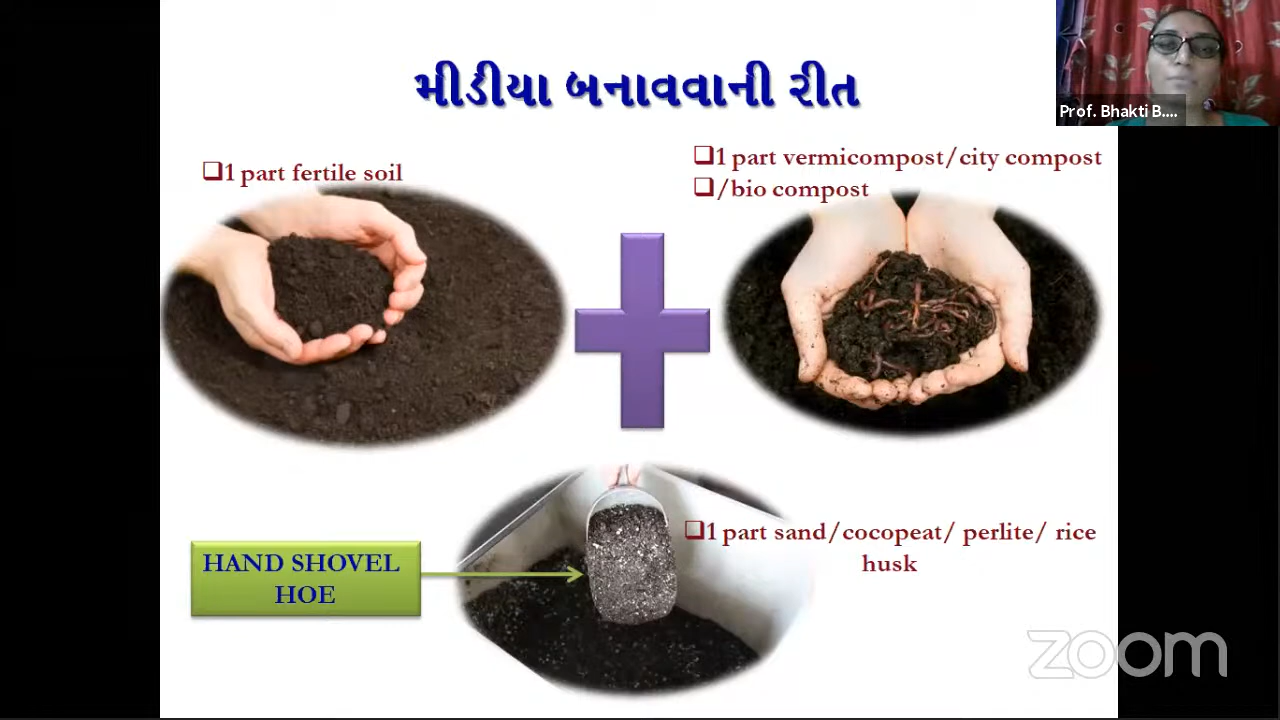 મીડીયા બનાવવાની રીત
Prof. Bhakti B....
❑1 part fertile soil
❑1 part vermicompost/city compost
❑/bio compost
❑1 part sand/cocopeat/ perlite/ rice
husk
HAND SHOVEL
HOE
zoom